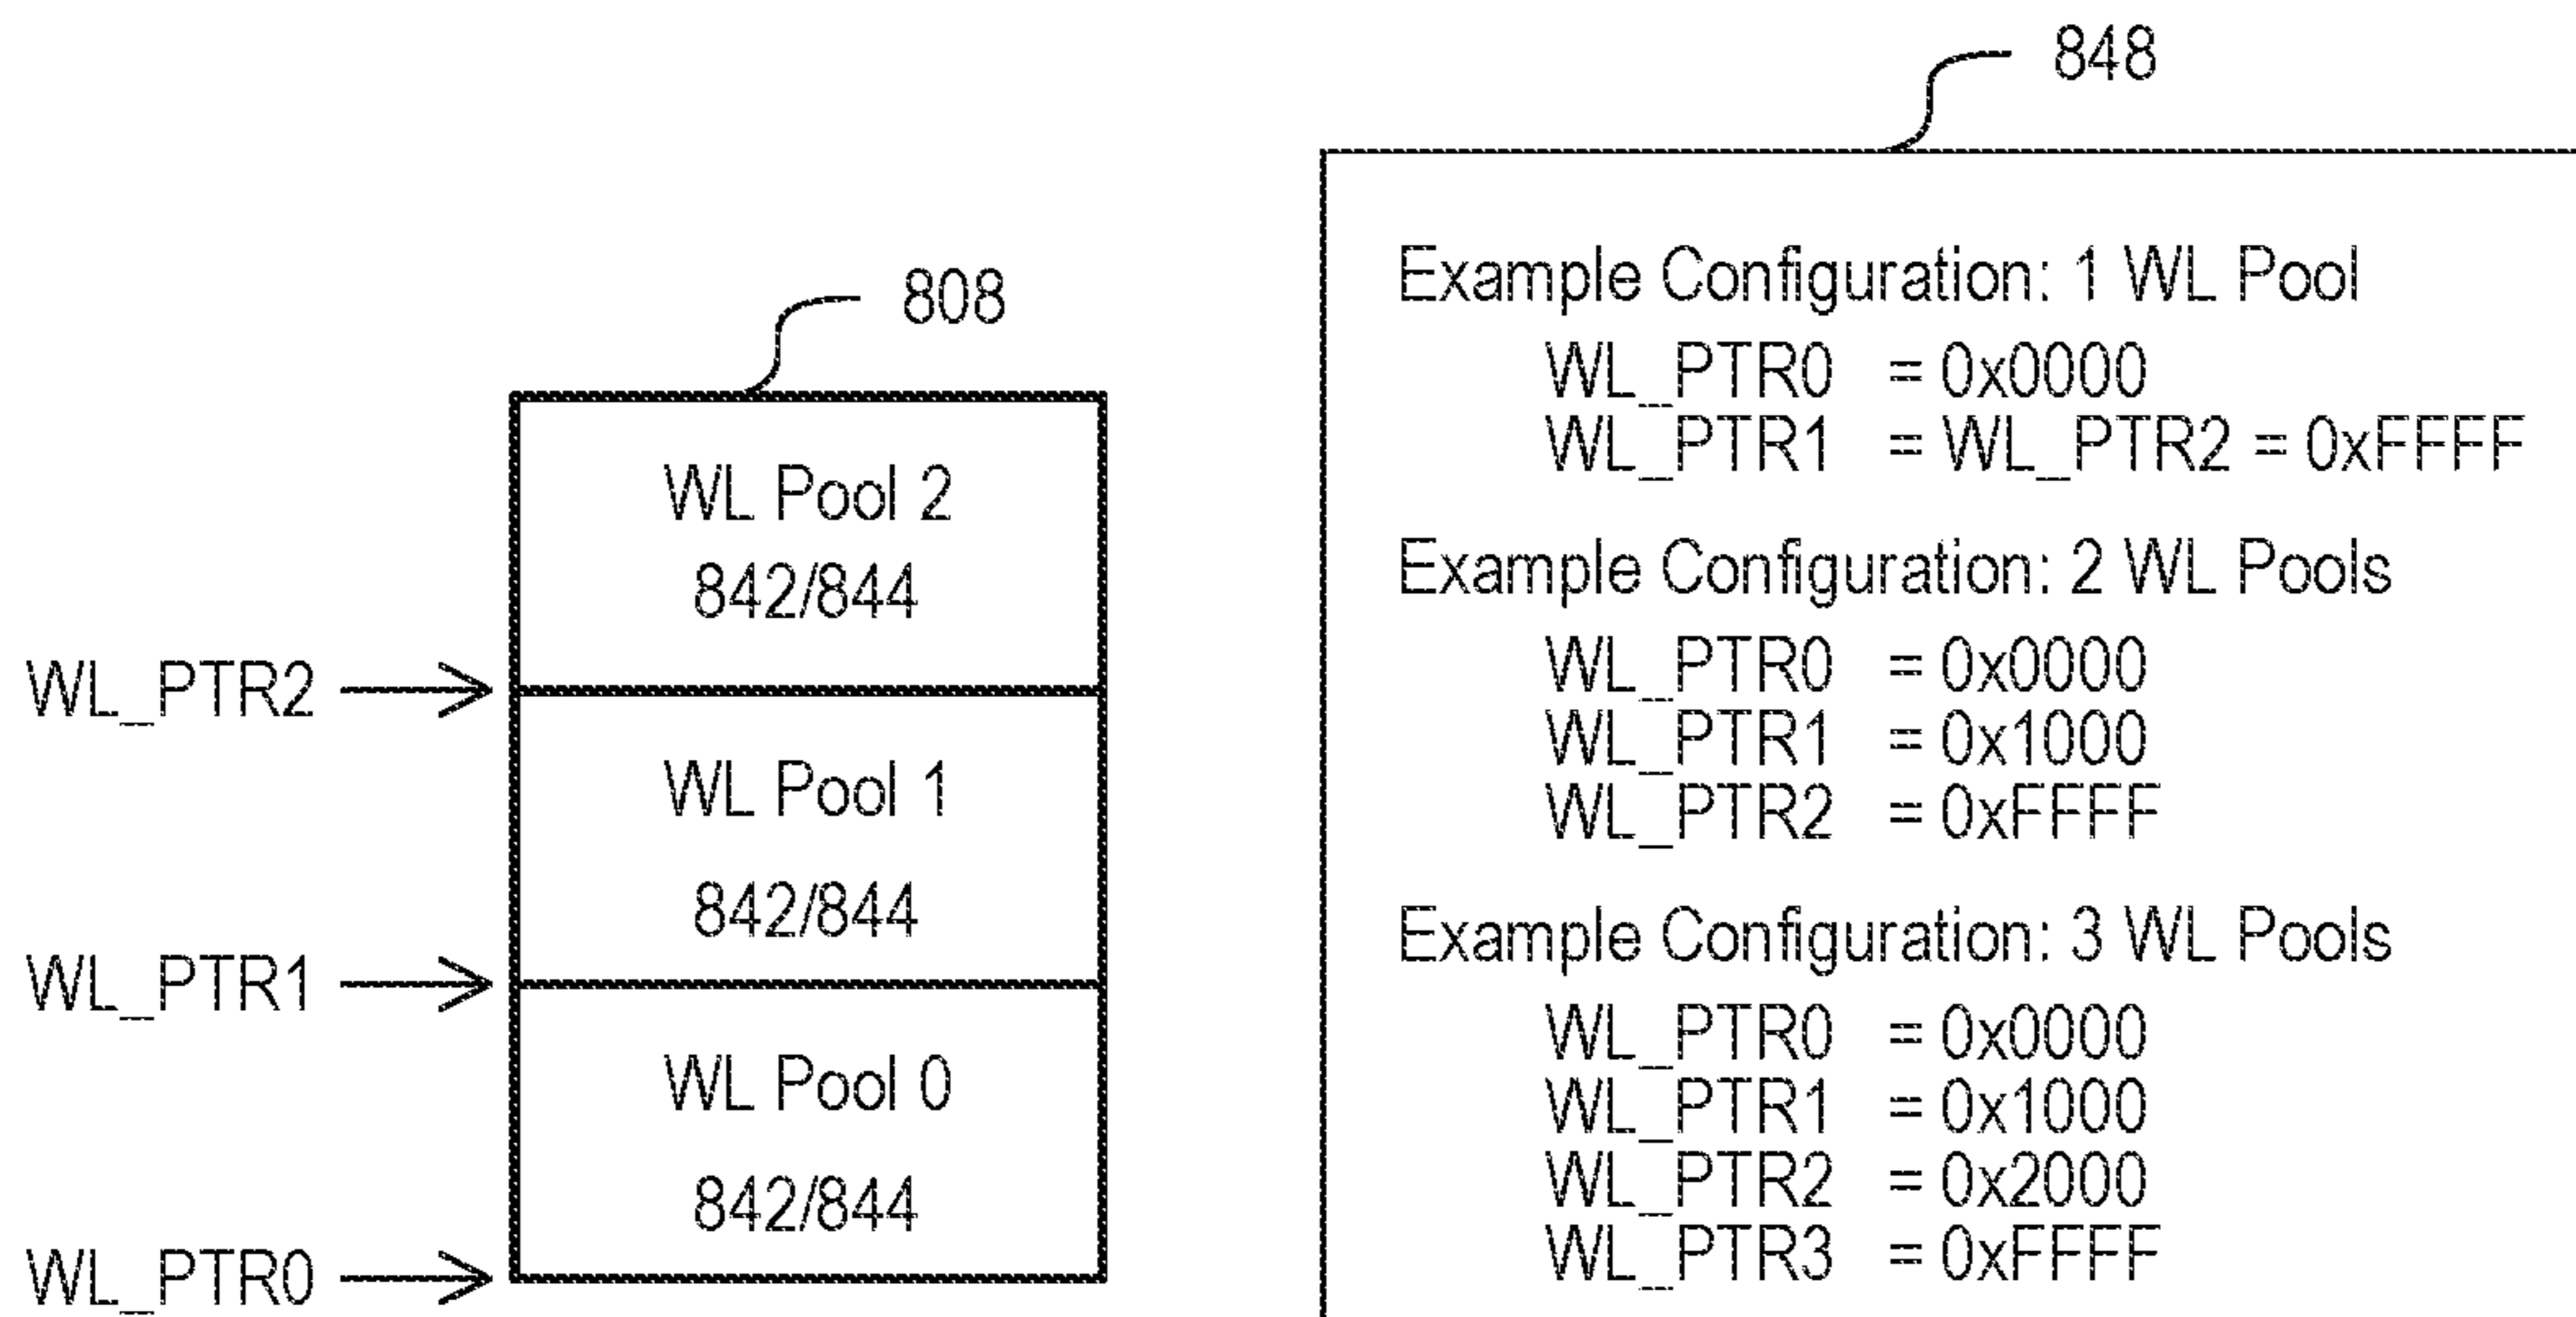 848
808
WL Pool 2
842/844
WL_PTR2
WL Pool 1
842/844
WL_PTR1
WL Pool 0
842/844
WL_PTR0
Example Configuration: 1 WL Pool
WL_PTR0 = 0x0000
WL_PTR1 = WL_PTR2 = 0xFFFF
Example Configuration: 2 WL Pools
WL_PTR0 = 0x0000
WL_PTR1 = 0x1000
WL_PTR2 = 0xFFFF
Example Configuration: 3 WL Pools
WL_PTR0 = 0x0000
WL_PTR1 = 0x1000
WL_PTR2 = 0x2000
WL_PTR3 = 0xFFFF